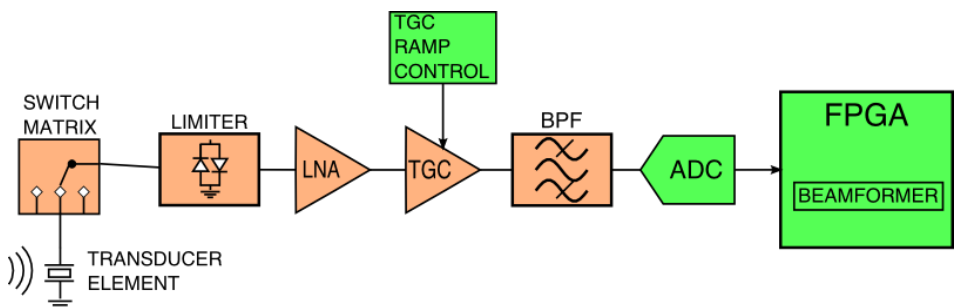 TGC
RAMP
CONTROL
SWITCH
MATRIX
LIMITER
LNA
TGC
BPF
ADC
FPGA
BEAMFORMER
TRANSDUCER
ELEMENT